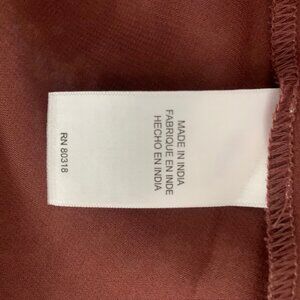 MADE IN INDIA
FABRIQUE EN INDE
HECHO EN INDIA
RN 80318